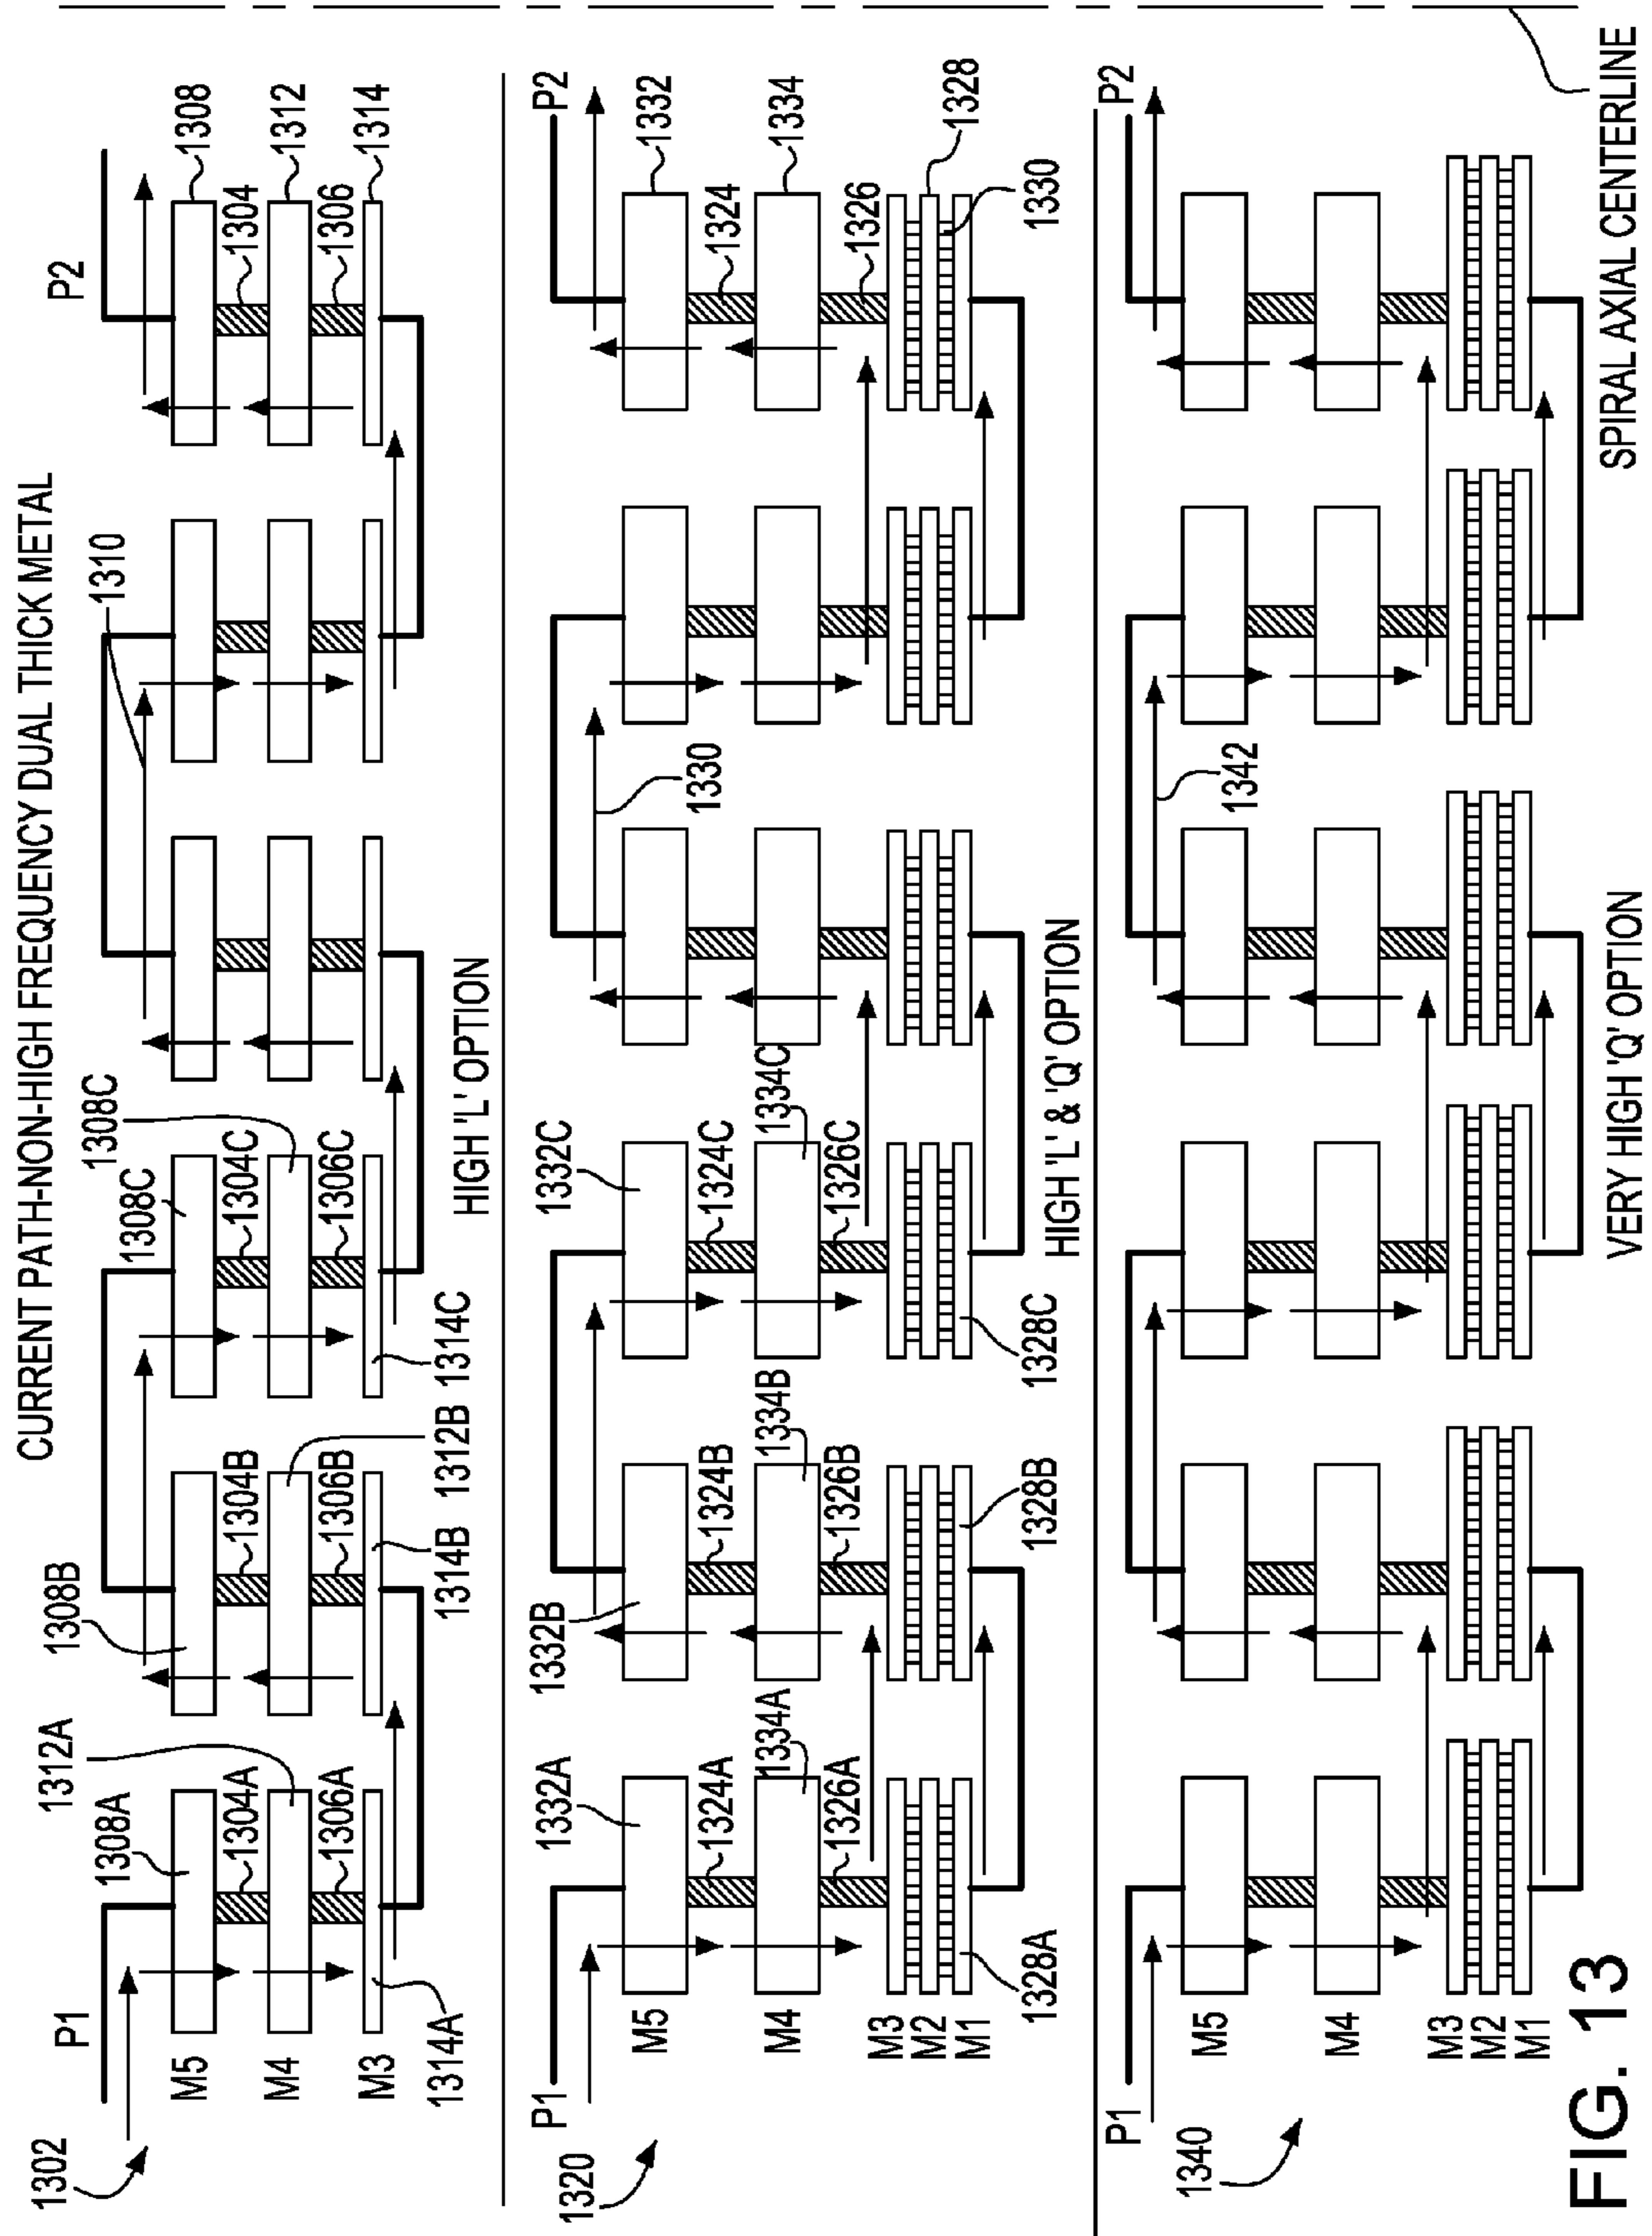 CURRENT PATH-NON-HIGH FREQUENCY DUAL THICK METAL
1302
P1
1308A
1312A
1308B
1308C
1308C
1310
P2
1308
M5
1304A
1304B
1304C
1304
M4
1312
1306A
1306B
1306C
1306
M3
1314
1314A
1314B
1312B
1314C
HIGH 'L' OPTION
1320
P1
1332A
1332B
1332C
P2
1332
M5
1324A
1324B
1324C
1330
1324
1334A
1334B
1334C
1334
M4
1326A
1326B
1326C
1326
M3
M2
M1
1328
1328A
1328B
1328C
1330
HIGH 'L' & 'Q' OPTION
1340
P1
P2
1342
M5
M4
M3
M2
M1
VERY HIGH 'Q' OPTION
SPIRAL AXIAL CENTERLINE
FIG. 13